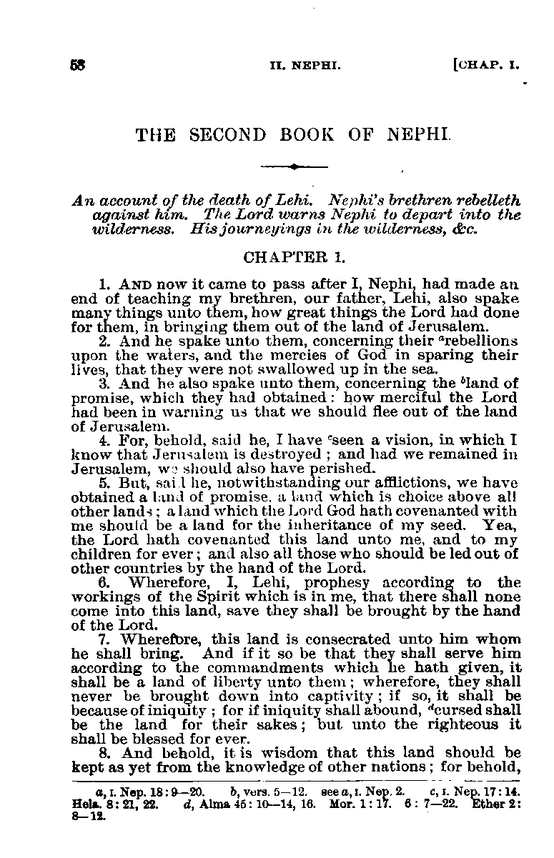 58 II. NEPHI. [CHAP. I.
THE SECOND BOOK OF NEPHI.
An account of the death of Lehi. Nephi's brethren rebelleth
against him. The Lord warns Nephi to depart into the
wilderness. His journeyings in the wilderness, &c.
CHAPTER 1.
1. AND now it came to pass after I, Nephi, had made an
end of teaching my brethren, our father, Lehi, also spake
many things unto them, how great things the Lord had done
for them, in bringing them out of the land of Jerusalem.
2. And he spake unto them, concerning their ᵃrebellions
upon the waters, and the mercies of God in sparing their
lives, that they were not swallowed up in the sea.
3. And he also spake unto them, concerning the ᵇland of
promise, which they had obtained: how merciful the Lord
had been in warning us that we should flee out of the land
of Jerusalem.
4. For, behold, said he, I have ᶜseen a vision, in which I
know that Jerusalem is destroyed; and had we remained in
Jerusalem, we should also have perished.
5. But, said he, notwithstanding our afflictions, we have
obtained a land of promise, a land which is choice above all
other lands; a land which the Lord God hath covenanted with
me should be a land for the inheritance of my seed. Yea,
the Lord hath covenanted this land unto me, and to my
children for ever; and also all those who should be led out of
other countries by the hand of the Lord.
6. Wherefore, I, Lehi, prophesy according to the
workings of the Spirit which is in me, that there shall none
come into this land, save they shall be brought by the hand
of the Lord.
7. Wherefore, this land is consecrated unto him whom
he shall bring. And if it so be that they shall serve him
according to the commandments which he hath given, it
shall be a land of liberty unto them; wherefore, they shall
never be brought down into captivity; if so, it shall be
because of iniquity; for if iniquity shall abound, ᵈcursed shall
be the land for their sakes; but unto the righteous it
shall be blessed for ever.
8. And behold, it is wisdom that this land should be
kept as yet from the knowledge of other nations; for behold,
a, I. Nep. 18:9—20. b, vers. 5—12. see a, I. Nep. 2. c, I. Nep. 17:14.
Hela. 8:21, 22. d, Alma 45:10—14, 16. Mor. 1:17. 6:7—22. Ether 2:
8—12.